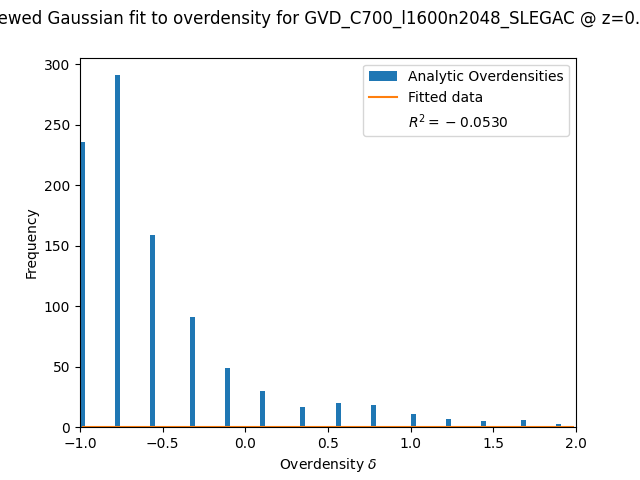 ewed Gaussian fit to overdensity for GVD_C700_l1600n2048_SLEGAC @ z=0.
Analytic Overdensities
Fitted data
R² = − 0.0530
Frequency
300
250
200
150
100
50
0
−1.0 −0.5 0.0 0.5 1.0 1.5 2.0
Overdensity δ